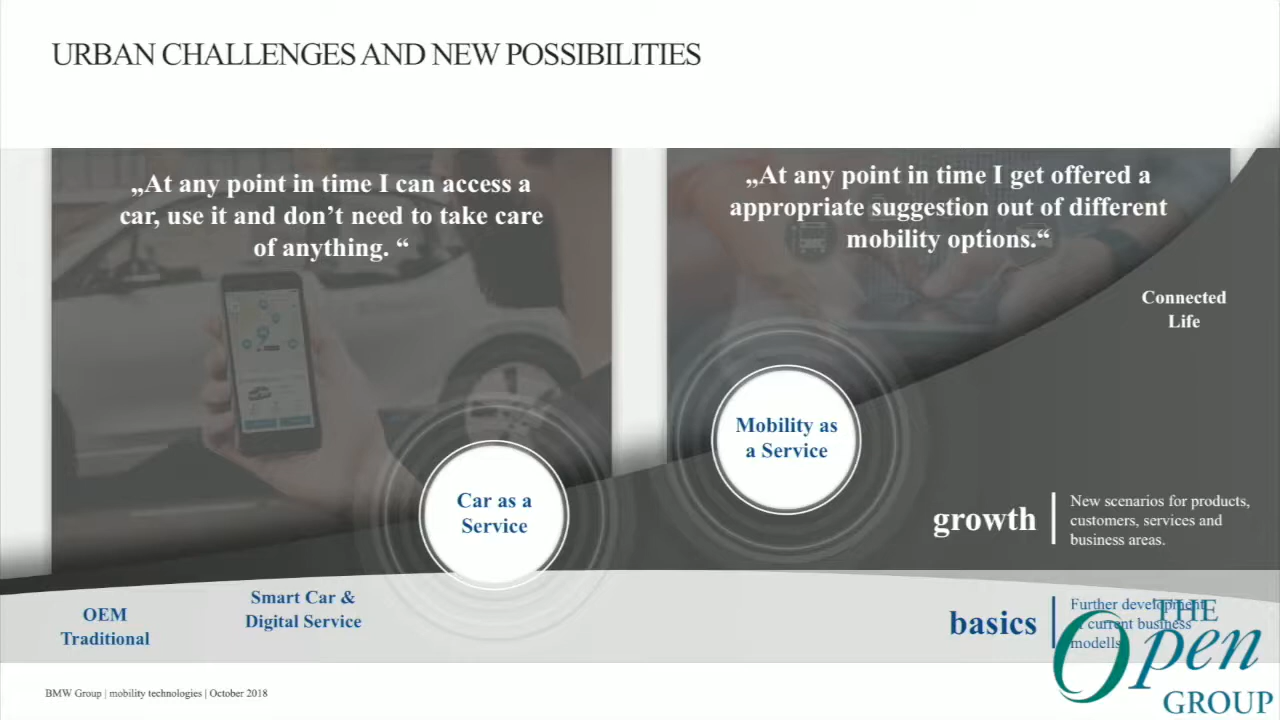 URBAN CHALLENGES AND NEW POSSIBILITIES
„At any point in time I can access a
car, use it and don’t need to take care
of anything. “
„At any point in time I get offered a
appropriate suggestion out of different
mobility options.“
Connected
Life
Mobility as
a Service
Car as a
Service
growth
New scenarios for products,
customers, services and
business areas.
OEM
Traditional
Smart Car &
Digital Service
basics
Further development
current business
modells
THE
Open
GROUP
BMW Group | mobility technologies | October 2018